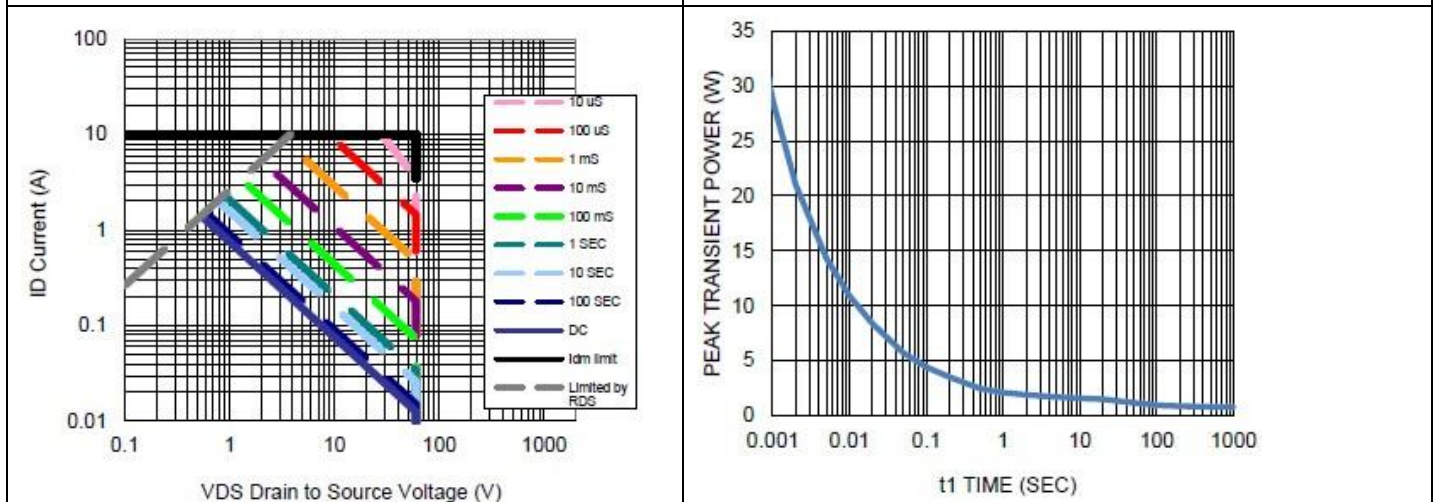 100
10
1
0.1
0.01
ID Current (A)
0.1 1 10 100 1000
VDS Drain to Source Voltage (V)
10 uS
100 uS
1 mS
10 mS
100 mS
1 SEC
10 SEC
100 SEC
DC
Idm limit
Limited by
RDS
35
30
25
20
15
10
5
0
PEAK TRANSIENT POWER (W)
0.001 0.01 0.1 1 10 100 1000
t1 TIME (SEC)